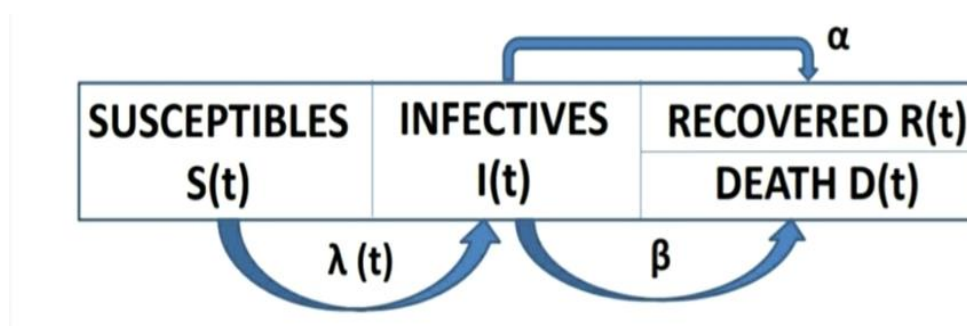 α
SUSCEPTIBLES
S(t)
INFECTIVES
I(t)
RECOVERED R(t)
DEATH D(t)
λ (t)
β